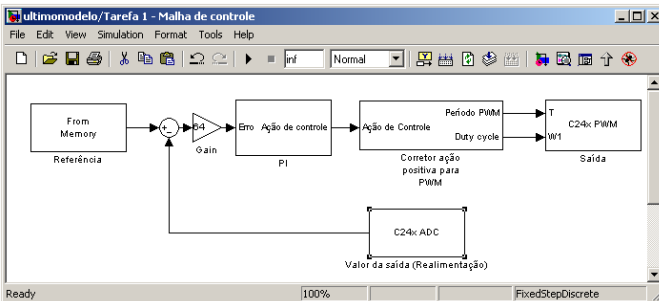 ultimomodelo/Tarefa 1 - Malha de controle
File Edit View Simulation Format Tools Help
inf Normal
From
Memory
Referência
64
Gain
Erro Ação de controle
PI
Período PWM
Ação de Controle
Duty cycle
Corretor ação
positiva para
PWM
T
C24x PWM
W1
Saída
C24x ADC
Valor da saída (Realimentação)
Ready 100% FixedStepDiscrete